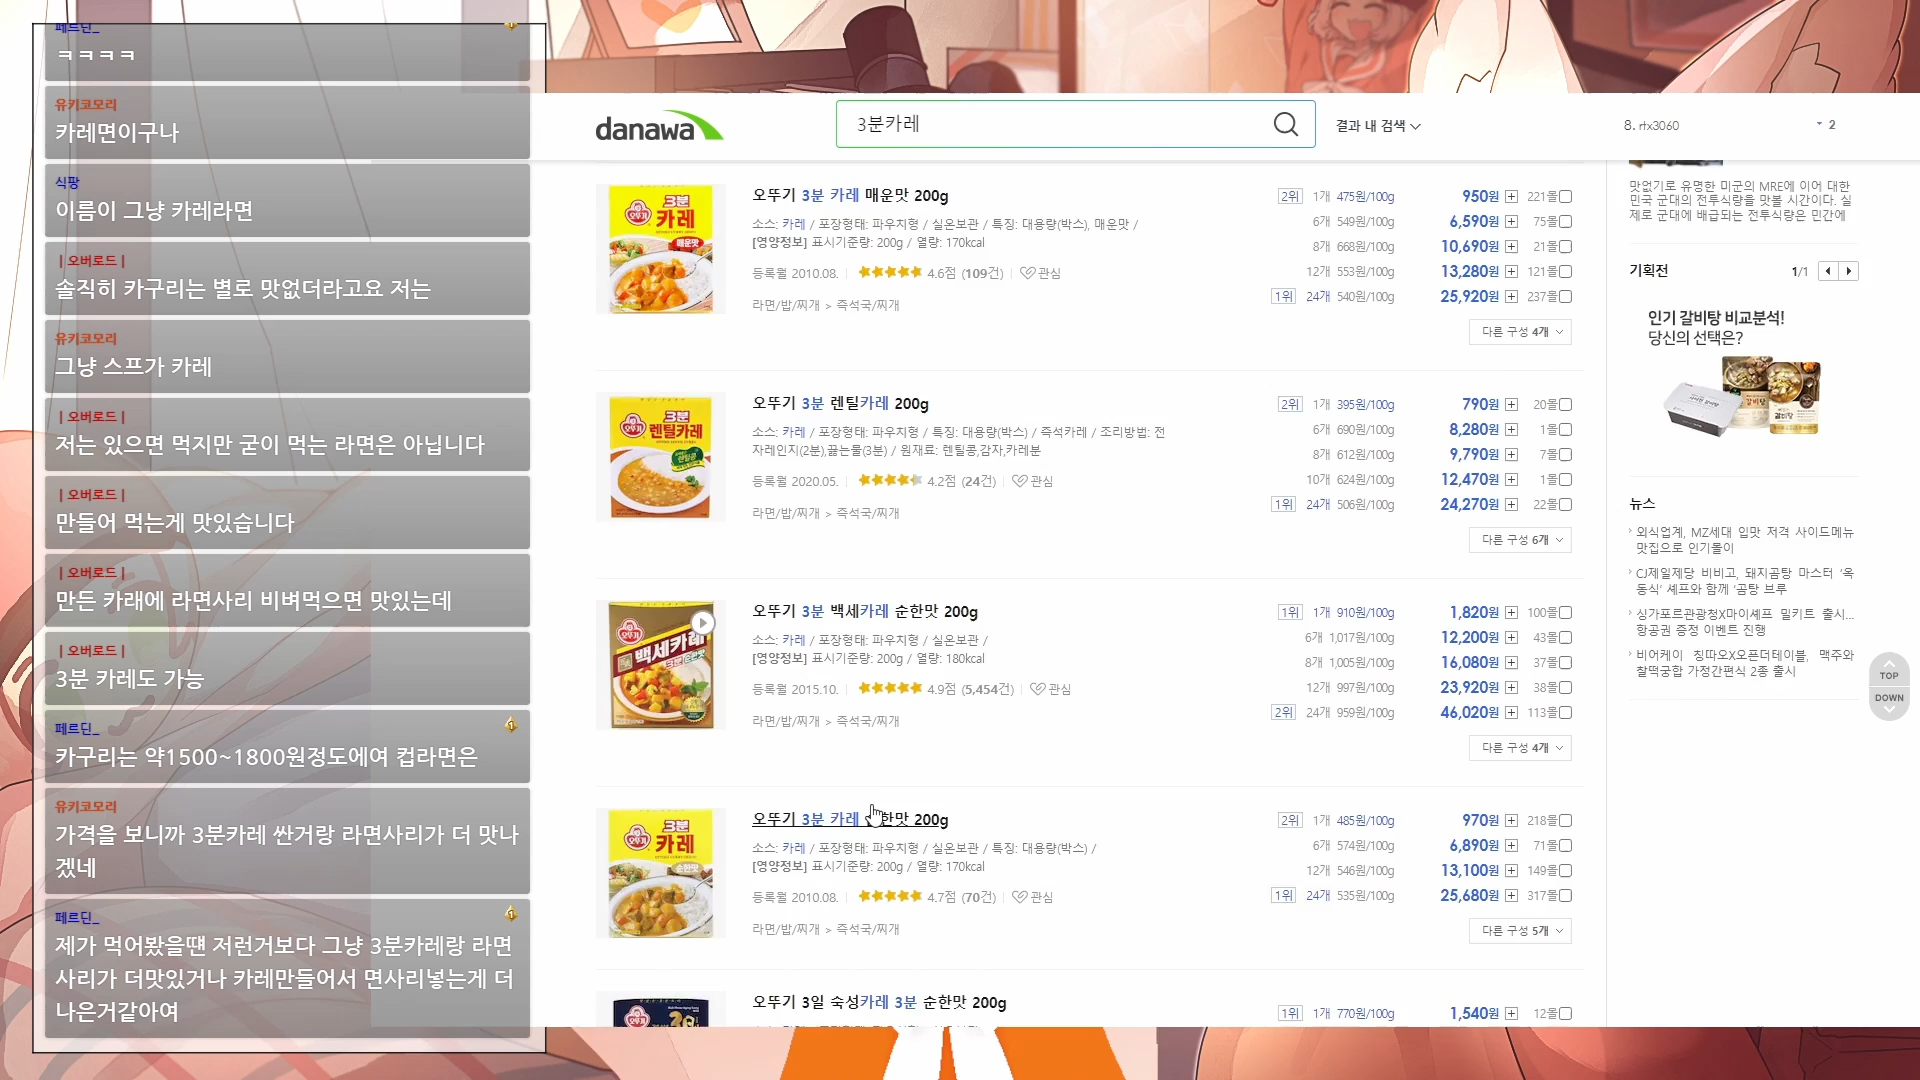 페르딘_
ㅋㅋㅋㅋ
유키코모리
카레면이구나
식팡
이름이 그냥 카레라면
| 오버로드 |
솔직히 카구리는 별로 맛없더라고요 저는
유키코모리
그냥 스프가 카레
| 오버로드 |
저는 있으면 먹지만 굳이 먹는 라면은 아닙니다
| 오버로드 |
만들어 먹는게 맛있습니다
| 오버로드 |
만든 카래에 라면사리 비벼먹으면 맛있는데
| 오버로드 |
3분 카레도 가능
페르딘_
카구리는 약1500~1800원정도에여 컵라면은
유키코모리
가격을 보니까 3분카레 싼거랑 라면사리가 더 맛나
겠네
페르딘_
제가 먹어봤을땐 저런거보다 그냥 3분카레랑 라면
사리가 더맛있거나 카레만들어서 면사리넣는게 더
나은거같아여
danawa
3분카레
결과 내 검색
8. rtx3060
2
오뚜기 3분 카레 매운맛 200g
소스: 카레 / 포장형태: 파우치형 / 실온보관 / 특징: 대용량(박스), 매운맛 /
[영양정보] 표시기준량: 200g / 열량: 170kcal
등록월 2010.08. 4.6점 (109건) 관심
라면/밥/찌개 > 즉석국/찌개
2위 1개 475원/100g 950원 221몰
6개 549원/100g 6,590원 75몰
8개 668원/100g 10,690원 21몰
12개 553원/100g 13,280원 121몰
1위 24개 540원/100g 25,920원 237몰
다른 구성 4개
오뚜기 3분 렌틸카레 200g
소스: 카레 / 포장형태: 파우치형 / 특징: 대용량(박스) / 즉석카레 / 조리방법: 전
자레인지(2분),끓는물(3분) / 원재료: 렌틸콩,감자,카레분
등록월 2020.05. 4.2점 (24건) 관심
라면/밥/찌개 > 즉석국/찌개
2위 1개 395원/100g 790원 20몰
6개 690원/100g 8,280원 1몰
8개 612원/100g 9,790원 7몰
10개 624원/100g 12,470원 1몰
1위 24개 506원/100g 24,270원 22몰
다른 구성 6개
오뚜기 3분 백세카레 순한맛 200g
소스: 카레 / 포장형태: 파우치형 / 실온보관 /
[영양정보] 표시기준량: 200g / 열량: 180kcal
등록월 2015.10. 4.9점 (5,454건) 관심
라면/밥/찌개 > 즉석국/찌개
1위 1개 910원/100g 1,820원 100몰
6개 1,017원/100g 12,200원 43몰
8개 1,005원/100g 16,080원 37몰
12개 997원/100g 23,920원 38몰
2위 24개 959원/100g 46,020원 113몰
다른 구성 4개
오뚜기 3분 카레 한맛 200g
소스: 카레 / 포장형태: 파우치형 / 실온보관 / 특징: 대용량(박스) /
[영양정보] 표시기준량: 200g / 열량: 170kcal
등록월 2010.08. 4.7점 (70건) 관심
라면/밥/찌개 > 즉석국/찌개
2위 1개 485원/100g 970원 218몰
6개 574원/100g 6,890원 71몰
12개 546원/100g 13,100원 149몰
1위 24개 535원/100g 25,680원 317몰
다른 구성 5개
오뚜기 3일 숙성카레 3분 순한맛 200g
1위 1개 770원/100g 1,540원 12몰
3분
카레
매운맛
3분
렌틸카레
백세카레
3분 순한맛
3분
카레
순한맛
맛없기로 유명한 미군의 MRE에 이어 대한
민국 군대의 전투식량을 맛볼 시간이다. 실
제로 군대에 배급되는 전투식량은 민간에
기획전
1/1
인기 갈비탕 비교분석!
당신의 선택은?
뉴스
외식업계, MZ세대 입맛 저격 사이드메뉴
맛집으로 인기몰이
CJ제일제당 비비고, 돼지곰탕 마스터 '옥
동식' 셰프와 함께 '곰탕 브루
싱가포르관광청X마이셰프 밀키트 출시...
항공권 증정 이벤트 진행
비어케이 칭따오X오픈더테이블, 맥주와
찰떡궁합 가정간편식 2종 출시
TOP
DOWN